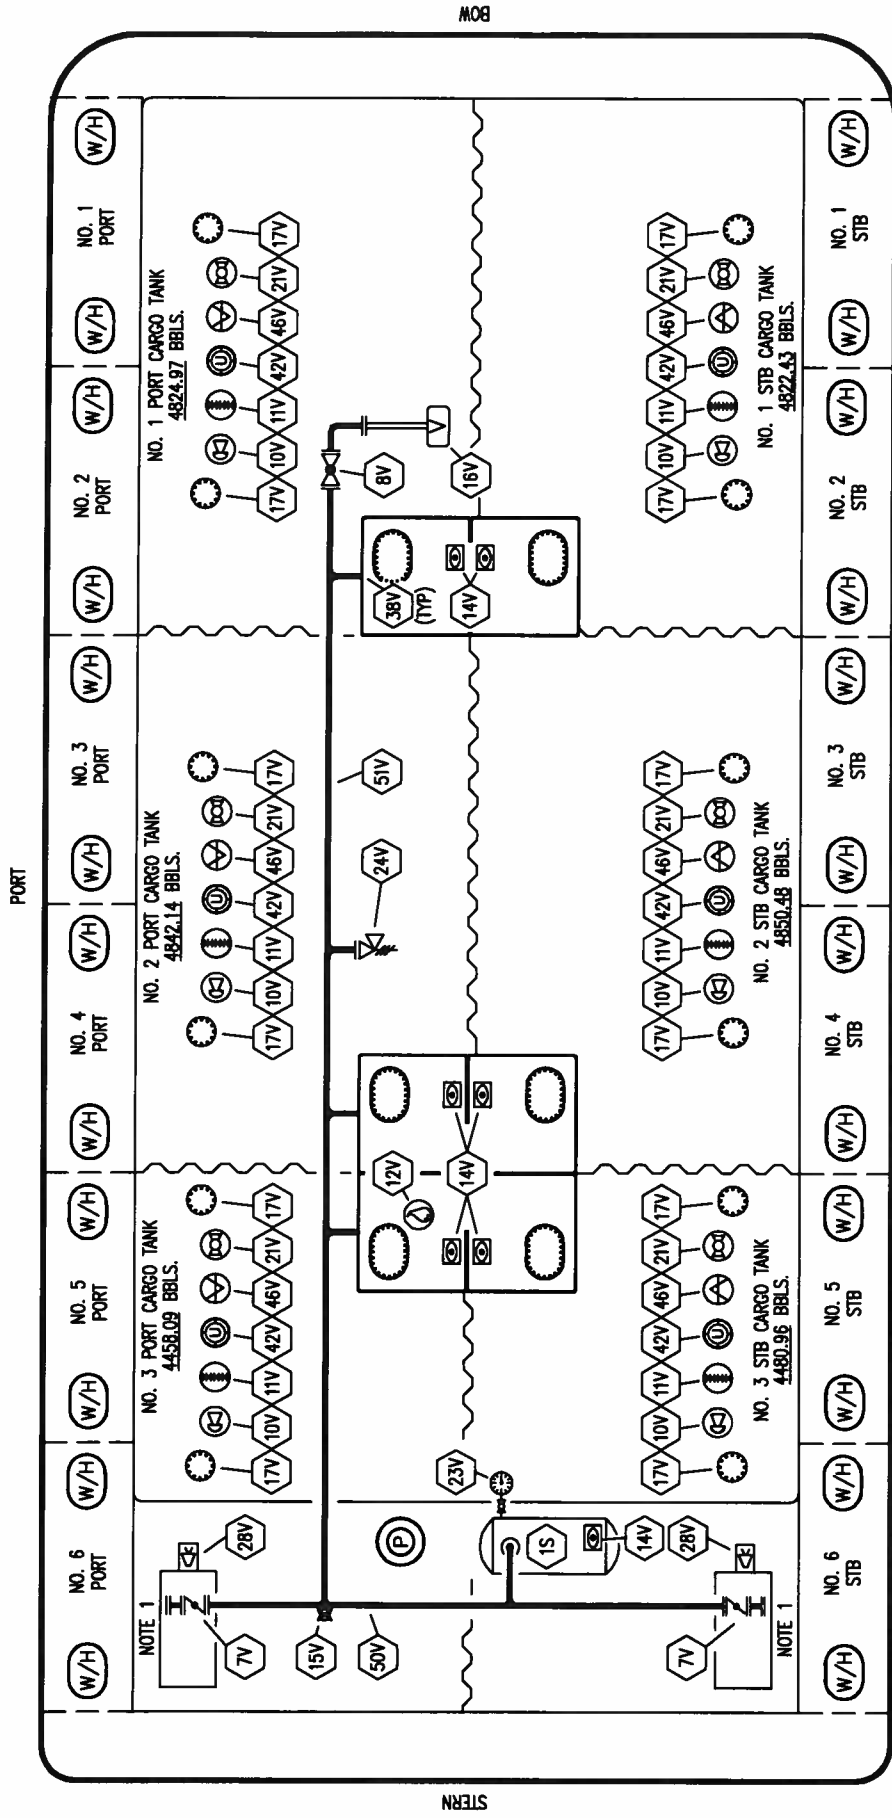 PORT
STERN
BOW
W/H
NO. 6
PORT
W/H
W/H
NO. 5
PORT
W/H
W/H
NO. 4
PORT
W/H
W/H
NO. 3
PORT
W/H
W/H
NO. 2
PORT
W/H
W/H
NO. 1
PORT
W/H
NOTE 1
NO. 3 PORT CARGO TANK
4458.09 BBLS.
NO. 2 PORT CARGO TANK
4842.14 BBLS.
NO. 1 PORT CARGO TANK
4824.97 BBLS.
U
U
U
7V
28V
17V
10V
11V
42V
46V
21V
17V
17V
10V
11V
42V
46V
21V
17V
17V
10V
11V
42V
46V
21V
17V
15V
50V
P
12V
24V
51V
38V
(TYP)
8V
V
23V
14V
14V
16V
1S
14V
7V
28V
17V
10V
11V
42V
46V
21V
17V
17V
10V
11V
42V
46V
21V
17V
17V
10V
11V
42V
46V
21V
17V
U
U
U
NOTE 1
NO. 3 STB CARGO TANK
4480.96 BBLS.
NO. 2 STB CARGO TANK
4850.48 BBLS.
NO. 1 STB CARGO TANK
4822.43 BBLS.
W/H
NO. 6
STB
W/H
W/H
NO. 5
STB
W/H
W/H
NO. 4
STB
W/H
W/H
NO. 3
STB
W/H
W/H
NO. 2
STB
W/H
W/H
NO. 1
STB
W/H